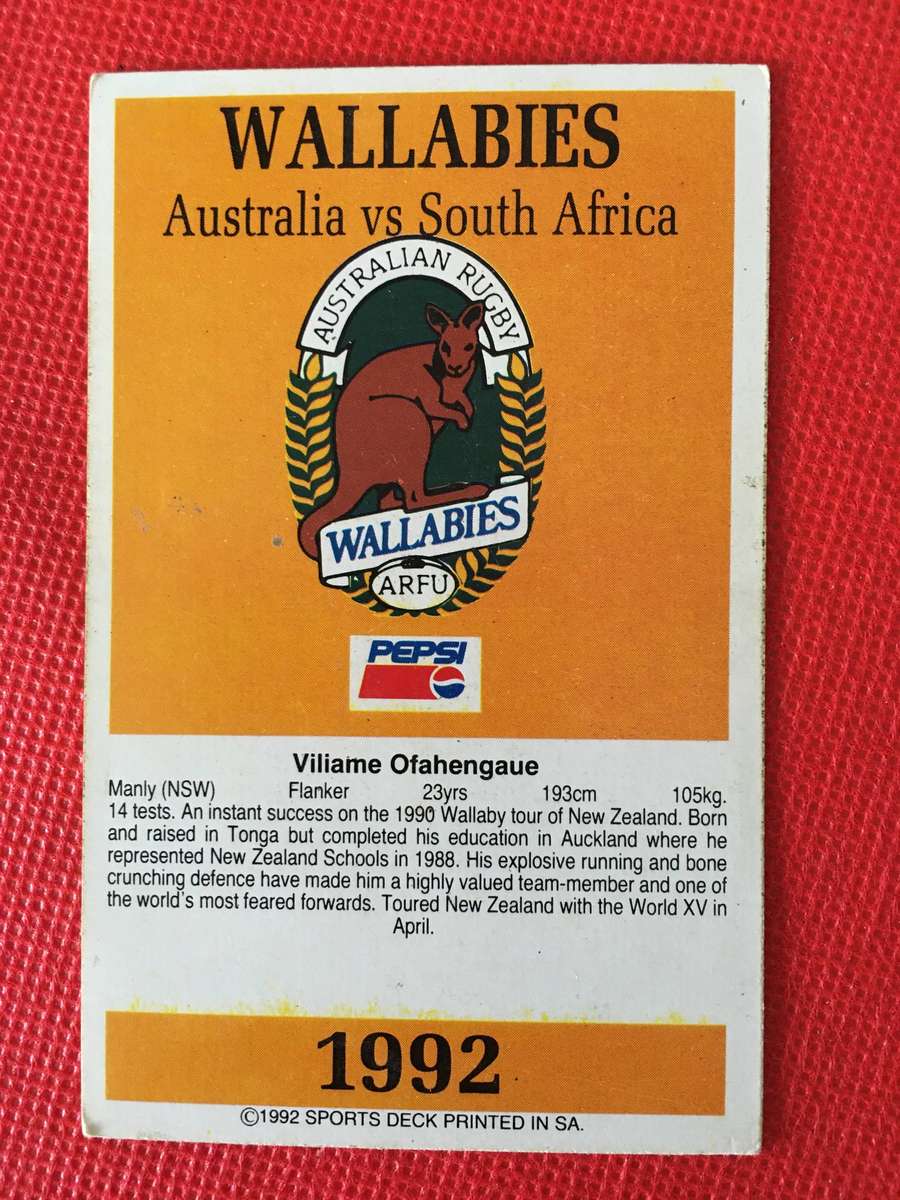 WALLABIES
Australia vs South Africa
AUSTRALIAN RUGBY
WALLABIES
ARFU
PEPSI
Viliame Ofahengaue
Manly (NSW) Flanker 23yrs 193cm 105kg.
14 tests. An instant success on the 1990 Wallaby tour of New Zealand. Born
and raised in Tonga but completed his education in Auckland where he
represented New Zealand Schools in 1988. His explosive running and bone
crunching defence have made him a highly valued team-member and one of
the world's most feared forwards. Toured New Zealand with the World XV in
April.
1992
©1992 SPORTS DECK PRINTED IN SA.